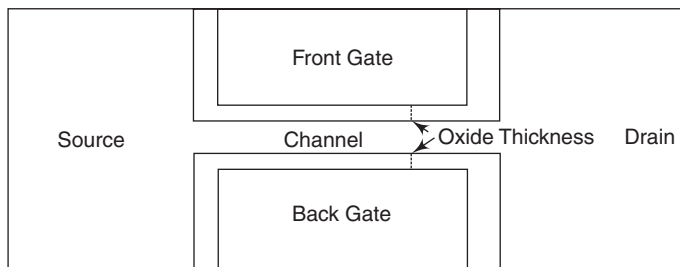 Front Gate
Source
Channel
Oxide Thickness
Drain
Back Gate